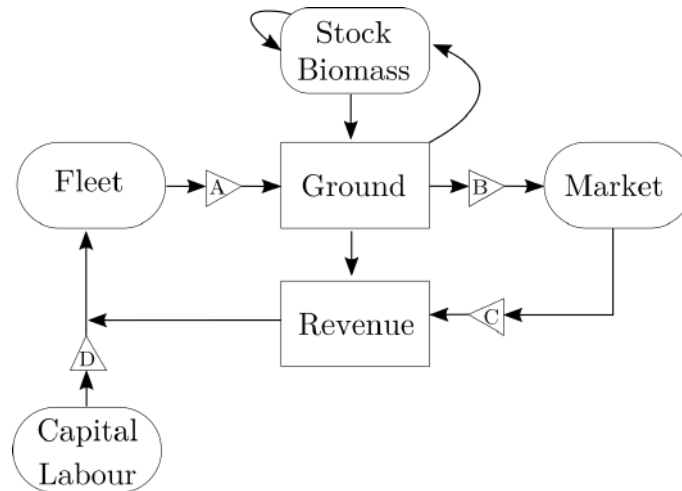 Stock
Biomass
Fleet
A
Ground
B
Market
Revenue
C
D
Capital
Labour